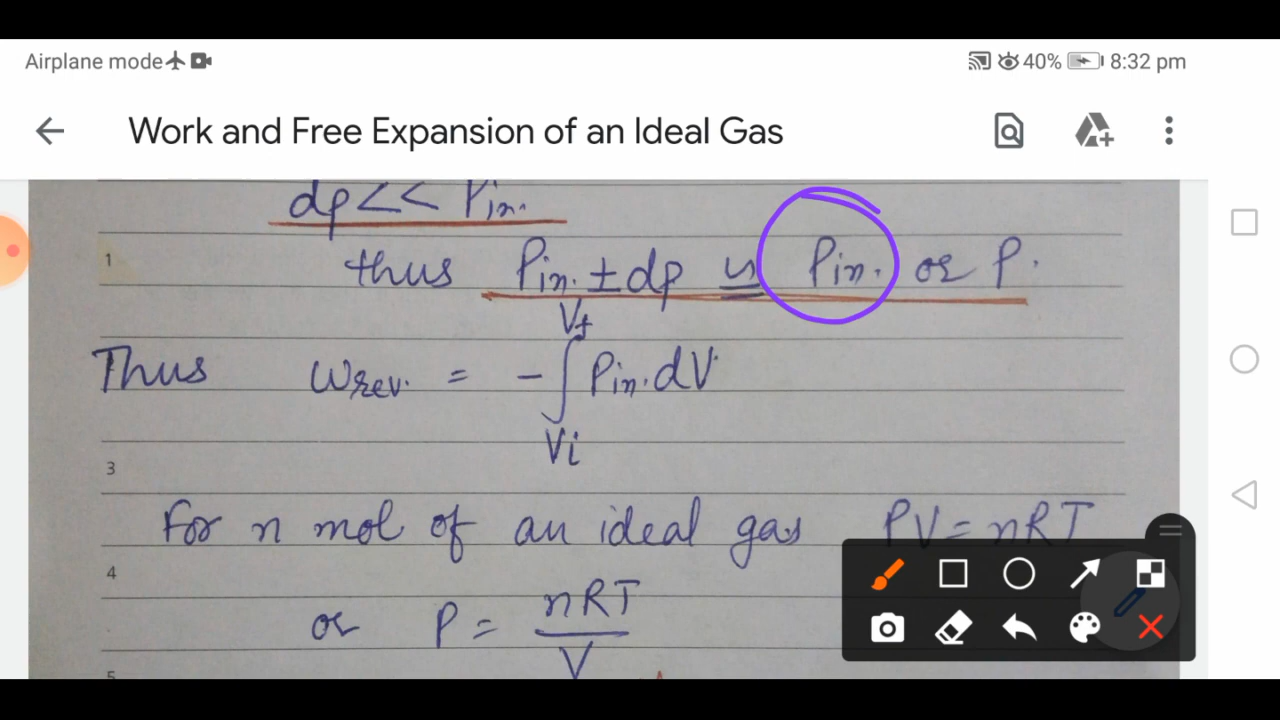 Airplane mode 40% 8:32 pm
Work and Free Expansion of an Ideal Gas
dp << Pin.
1
thus Pin. ± dp ≃ Pin. or P.
Thus Wrev. = - ∫ Vi Vf Pin. dV
3
For n mol of an ideal gas PV = nRT
4
or P = nRT / V
5